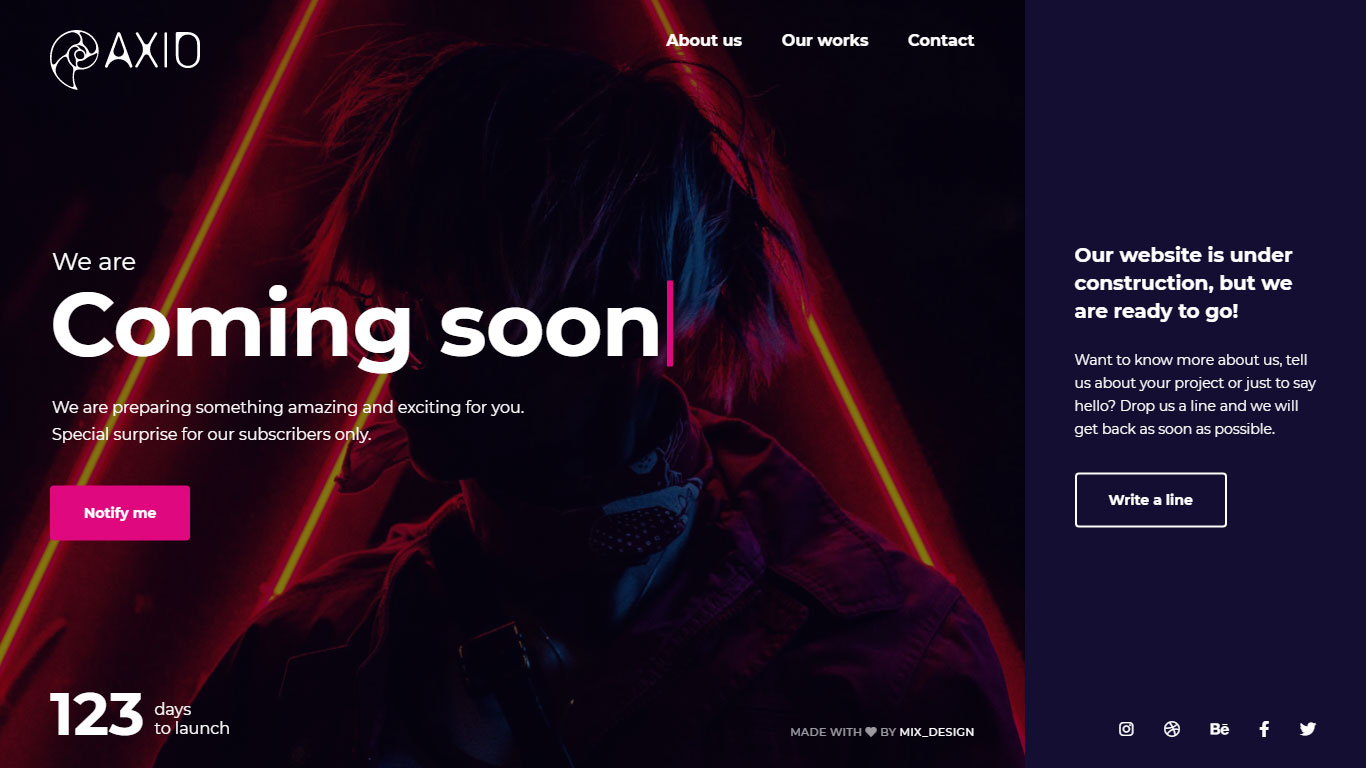 AXID
About us
Our works
Contact
We are
Coming soon
We are preparing something amazing and exciting for you.
Special surprise for our subscribers only.
Notify me
123
days
to launch
MADE WITH ♥ BY MIX_DESIGN
Our website is under
construction, but we
are ready to go!
Want to know more about us, tell
us about your project or just to say
hello? Drop us a line and we will
get back as soon as possible.
Write a line
Bē